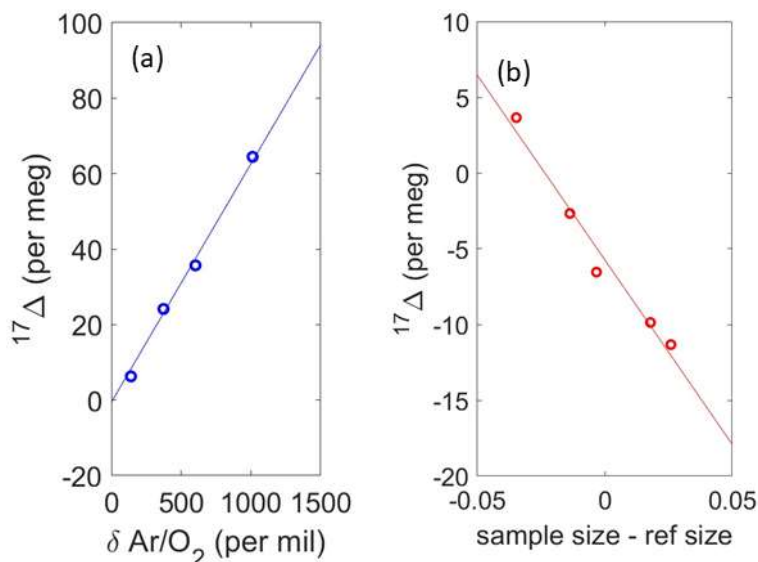 (a)
100
80
60
40
20
0
-20
¹⁷Δ (per meg)
0 500 1000 1500
δ Ar/O₂ (per mil)
(b)
10
5
0
-5
-10
-15
-20
¹⁷Δ (per meg)
-0.05 0 0.05
sample size - ref size